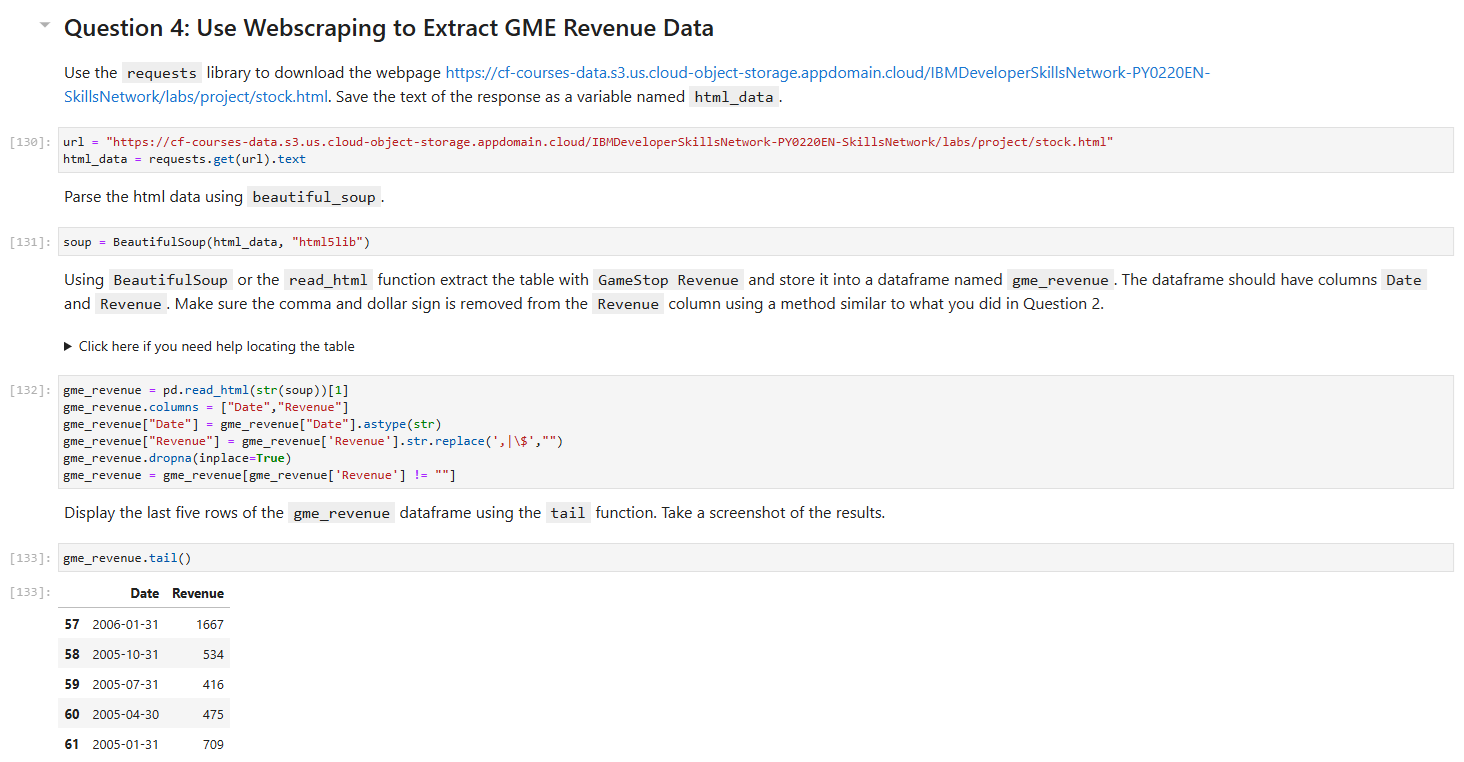 Question 4: Use Webscraping to Extract GME Revenue Data
Use the requests library to download the webpage https://cf-courses-data.s3.us.cloud-object-storage.appdomain.cloud/IBMDeveloperSkillsNetwork-PY0220EN-
SkillsNetwork/labs/project/stock.html. Save the text of the response as a variable named html_data.
[130]: url = "https://cf-courses-data.s3.us.cloud-object-storage.appdomain.cloud/IBMDeveloperSkillsNetwork-PY0220EN-SkillsNetwork/labs/project/stock.html"
html_data = requests.get(url).text
Parse the html data using beautiful_soup.
[131]: soup = BeautifulSoup(html_data, "html5lib")
Using BeautifulSoup or the read_html function extract the table with GameStop Revenue and store it into a dataframe named gme_revenue. The dataframe should have columns Date
and Revenue. Make sure the comma and dollar sign is removed from the Revenue column using a method similar to what you did in Question 2.
▶ Click here if you need help locating the table
[132]: gme_revenue = pd.read_html(str(soup))[1]
gme_revenue.columns = ["Date","Revenue"]
gme_revenue["Date"] = gme_revenue["Date"].astype(str)
gme_revenue["Revenue"] = gme_revenue['Revenue'].str.replace(',|\$',"")
gme_revenue.dropna(inplace=True)
gme_revenue = gme_revenue[gme_revenue['Revenue'] != ""]
Display the last five rows of the gme_revenue dataframe using the tail function. Take a screenshot of the results.
[133]: gme_revenue.tail()
[133]: Date Revenue
57 2006-01-31 1667
58 2005-10-31 534
59 2005-07-31 416
60 2005-04-30 475
61 2005-01-31 709